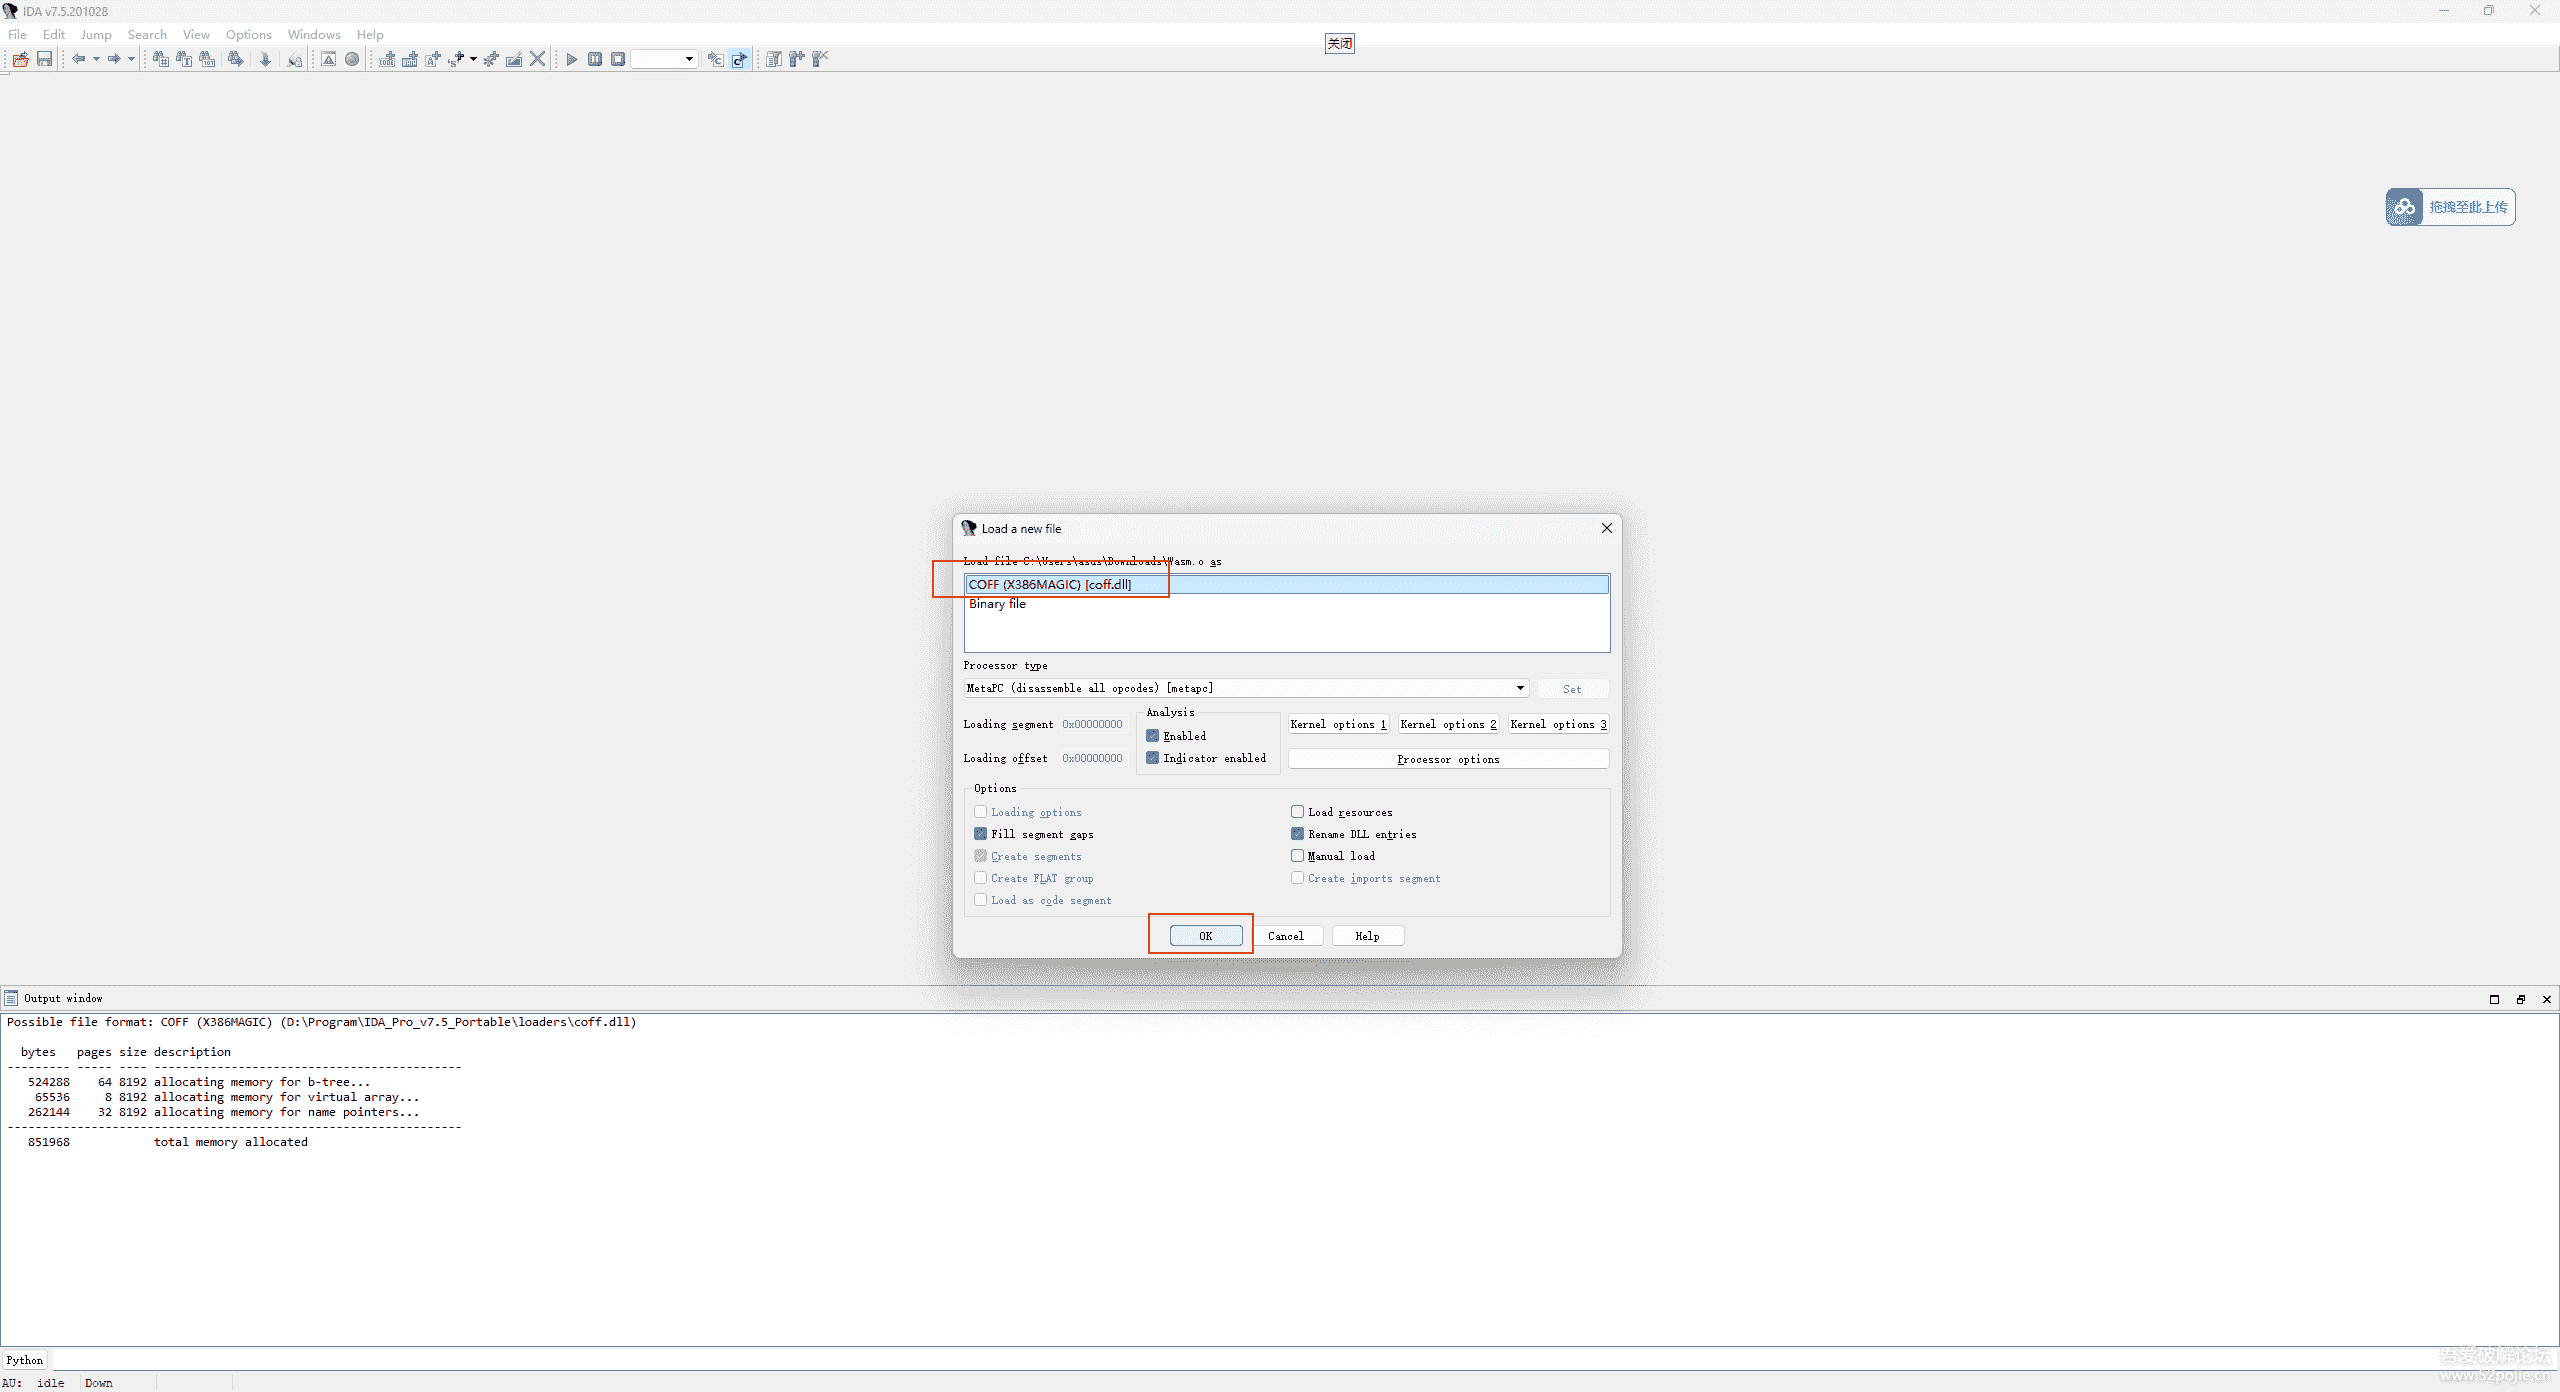 IDA v7.5.201028
File Edit Jump Search View Options Windows Help
关闭
拖拽至此上传
Load a new file
Load file C:\Users\asus\Downloads\Wasm.o as
COFF (X386MAGIC) [coff.dll]
Binary file
Processor type
MetaPC (disassemble all opcodes) [metapc]
Set
Loading segment 0x00000000
Loading offset 0x00000000
Analysis
Enabled
Indicator enabled
Kernel options 1 Kernel options 2 Kernel options 3
Processor options
Options
Loading options
Fill segment gaps
Create segments
Create FLAT group
Load as code segment
Load resources
Rename DLL entries
Manual load
Create imports segment
OK Cancel Help
Output window
Possible file format: COFF (X386MAGIC) (D:\Program\IDA_Pro_v7.5_Portable\loaders\coff.dll)
bytes pages size description
--------- ----- ---- --------------------------------------------
524288 64 8192 allocating memory for b-tree...
65536 8 8192 allocating memory for virtual array...
262144 32 8192 allocating memory for name pointers...
-----------------------------------------------------------------
851968 total memory allocated
Python
AU: idle Down
吾爱破解论坛
www.52pojie.cn